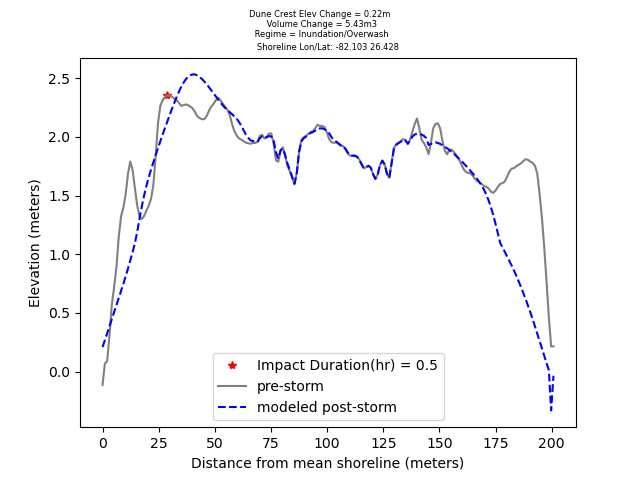 Dune Crest Elev Change = 0.22m
Volume Change = 5.43m3
Regime = Inundation/Overwash
Shoreline Lon/Lat: -82.103 26.428
2.5
2.0
1.5
1.0
0.5
0.0
Elevation (meters)
Impact Duration(hr) = 0.5
pre-storm
modeled post-storm
0 25 50 75 100 125 150 175 200
Distance from mean shoreline (meters)